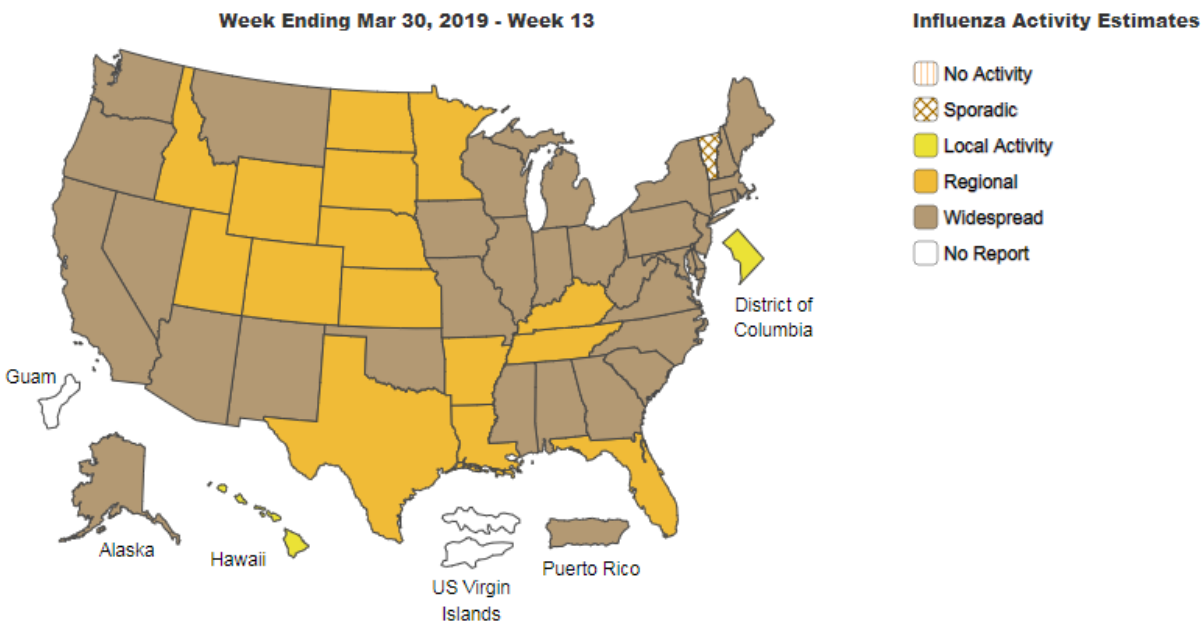 Week Ending Mar 30, 2019 - Week 13
Influenza Activity Estimates
No Activity
Sporadic
Local Activity
Regional
Widespread
No Report
District of
Columbia
Guam
Alaska
Hawaii
US Virgin
Islands
Puerto Rico